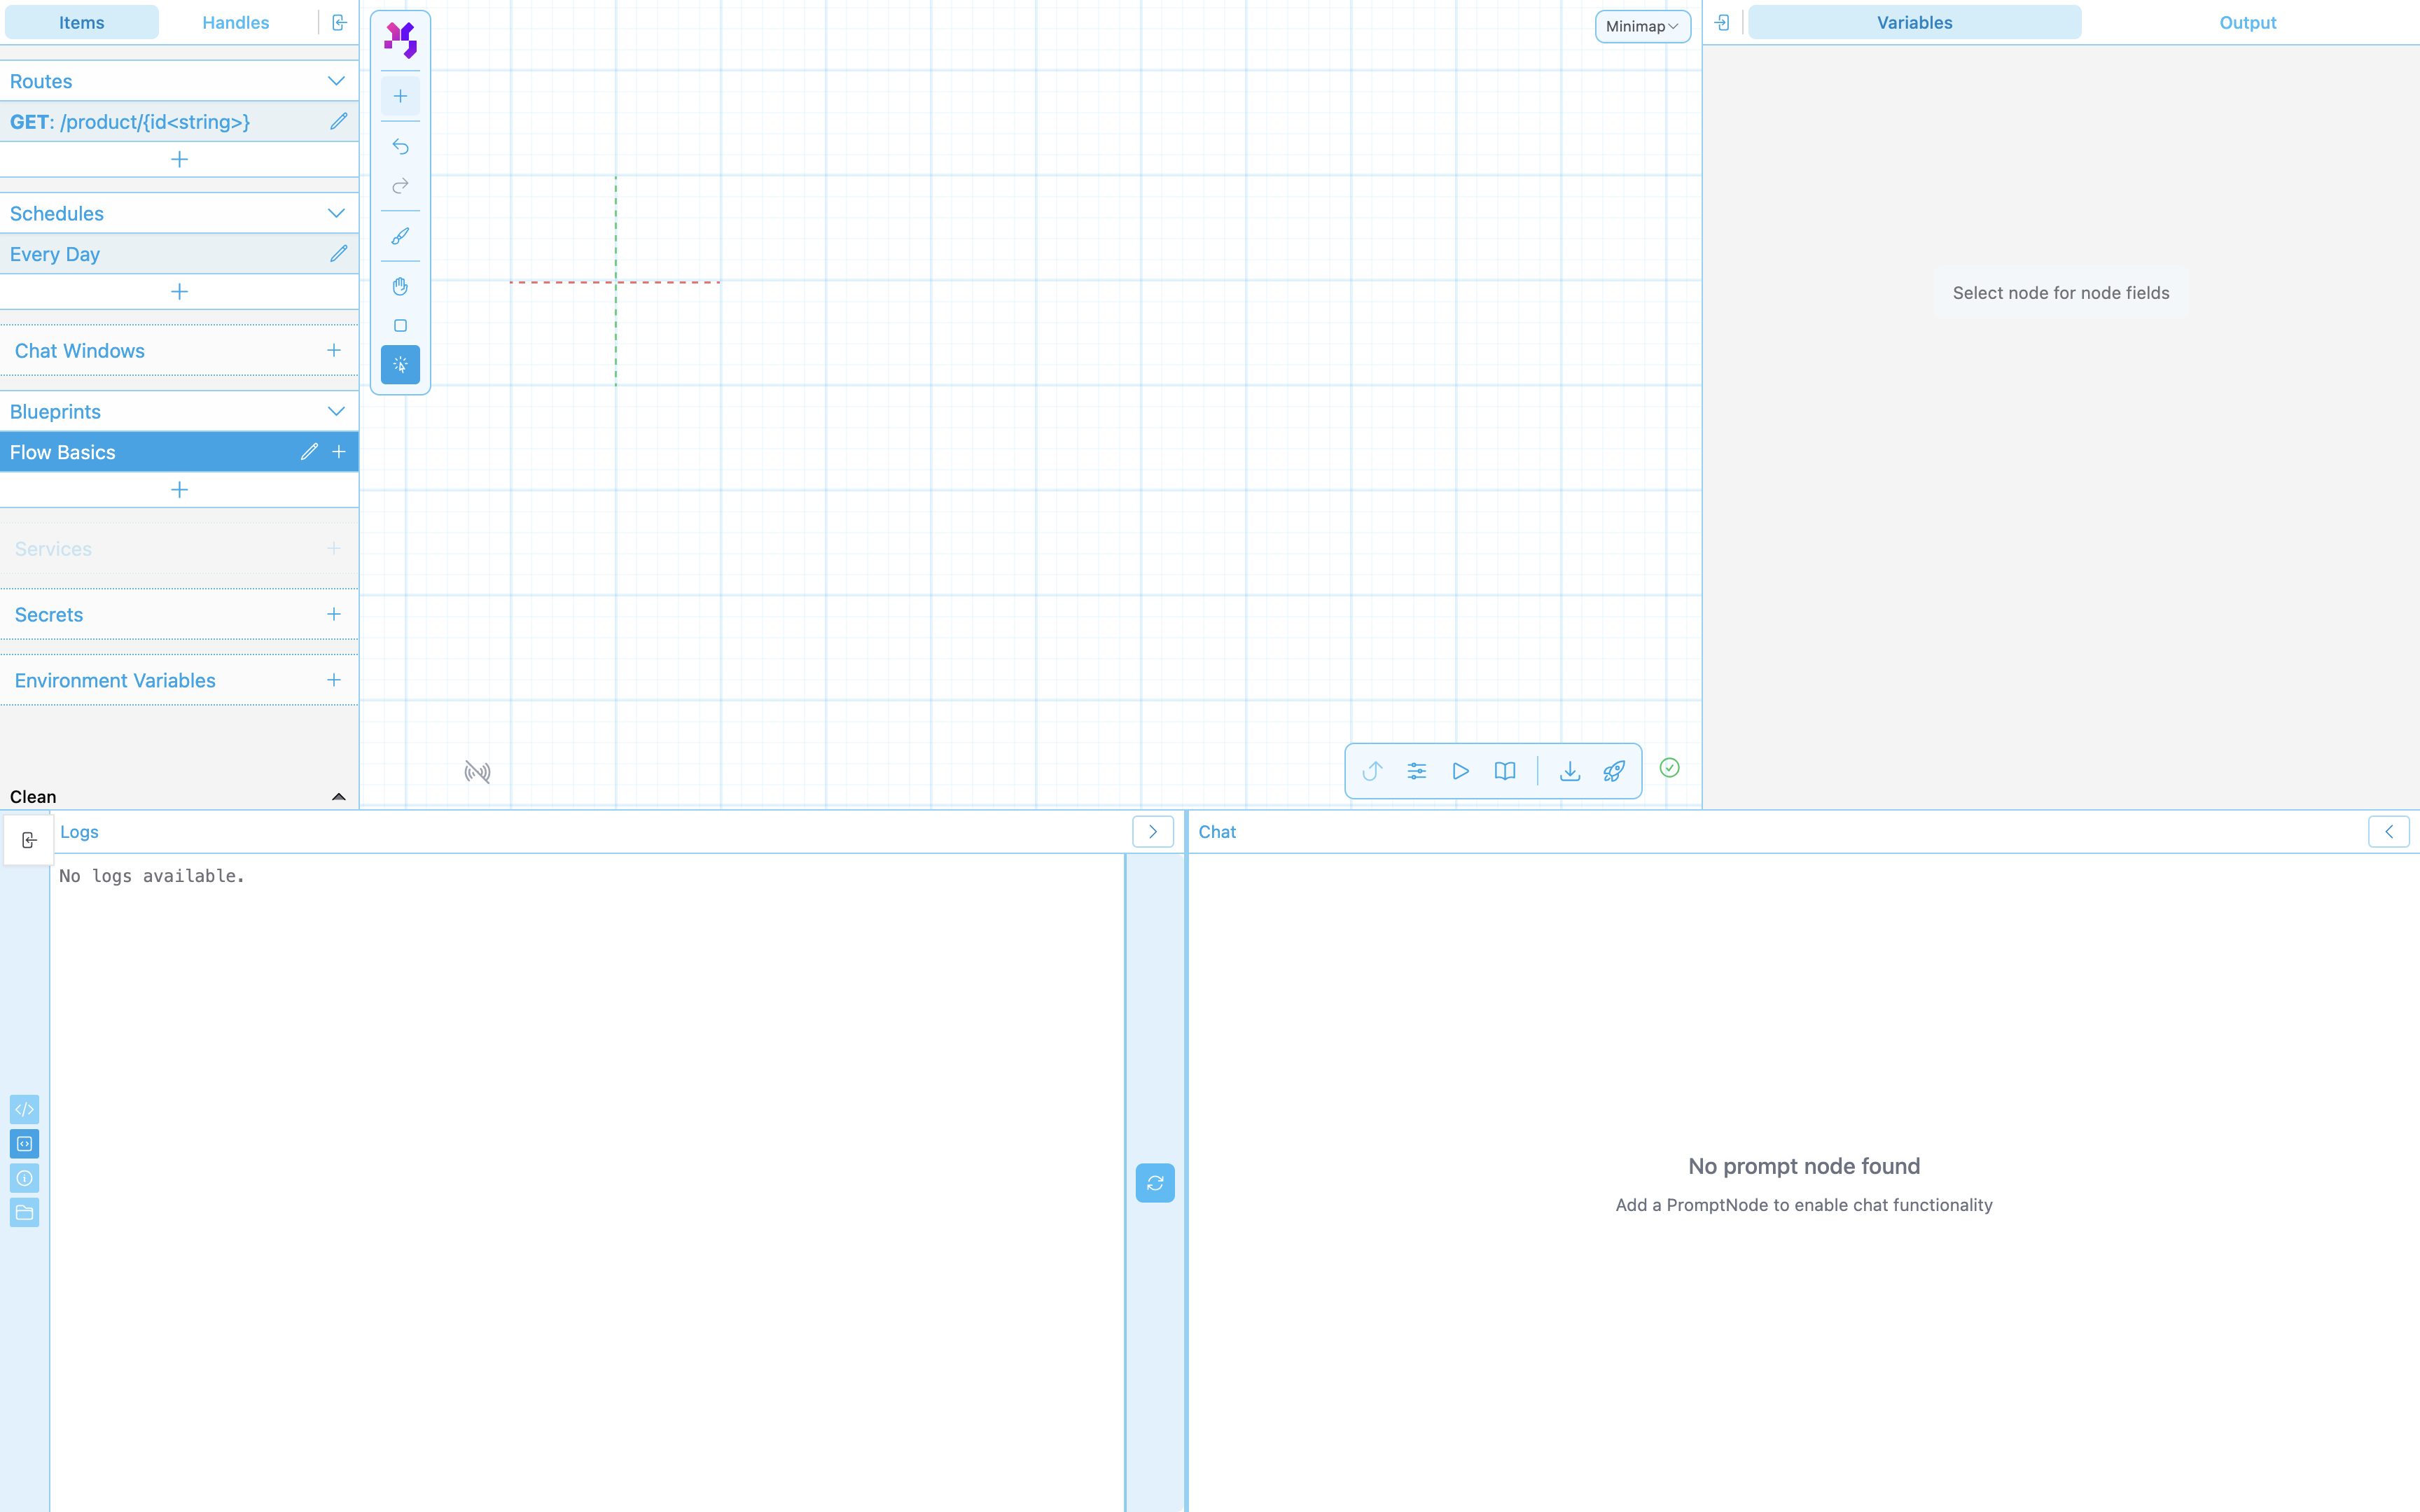 Items
Handles
Routes
GET: /product/{id<string>}
Schedules
Every Day
Chat Windows
Blueprints
Flow Basics
Services
Secrets
Environment Variables
Clean
Minimap
Variables
Output
Select node for node fields
Logs
No logs available.
Chat
No prompt node found
Add a PromptNode to enable chat functionality